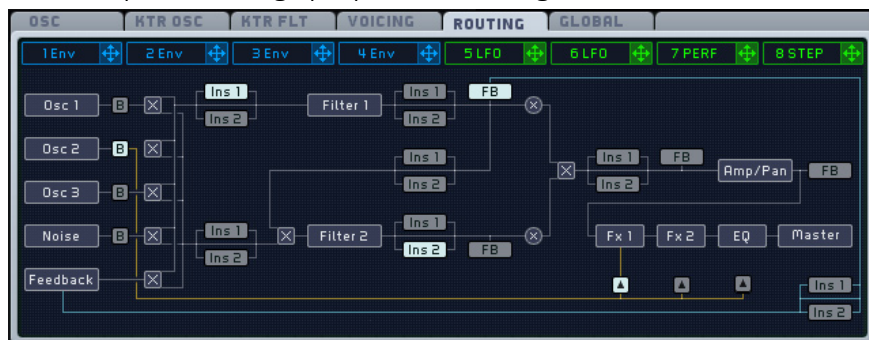 OSC KTR OSC KTR FLT VOICING ROUTING GLOBAL
1 Env 2 Env 3 Env 4 Env 5 LFO 6 LFO 7 PERF 8 STEP
Ins 1 Ins 1 FB
Osc 1 B Filter 1
Ins 2 Ins 2
Osc 2 B Ins 1 Ins 1 FB
Amp/Pan FB
Osc 3 B Ins 2 Ins 2
Ins 1 Ins 1
Noise B Filter 2 Fx 1 Fx 2 EQ Master
Ins 2 Ins 2 FB
Feedback Ins 1
Ins 2